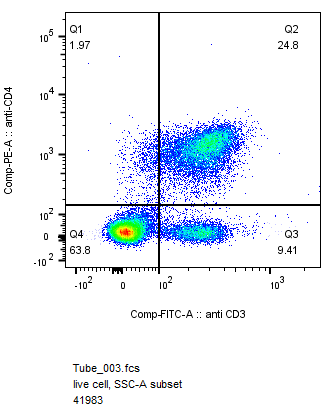 Q1
1.97
Q2
24.8
10^5
10^4
10^3
10^2
0
-10^2
Comp-PE-A :: anti-CD4
Q4
63.8
Q3
9.41
-10^2 0 10^2 10^3
Comp-FITC-A :: anti CD3
Tube_003.fcs
live cell, SSC-A subset
41983